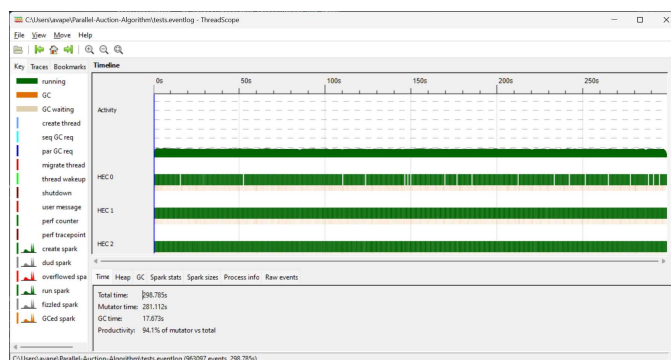 C:\Users\avape\Parallel-Auction-Algorithm\tests.eventlog - ThreadScope
File View Move Help
Key Traces Bookmarks
running
GC
GC waiting
create thread
seq GC req
par GC req
migrate thread
thread wakeup
shutdown
user message
perf counter
perf tracepoint
create spark
dud spark
overflowed spa
run spark
fizzled spark
GCed spark
Timeline
0s 50s 100s 150s 200s 250s
Activity
HEC 0
HEC 1
HEC 2
Time Heap GC Spark stats Spark sizes Process info Raw events
Total time: 298.785s
Mutator time: 281.112s
GC time: 17.673s
Productivity: 94.1% of mutator vs total
C:\Users\avape\Parallel-Auction-Algorithm\tests.eventlog (963097 events, 298.785s)